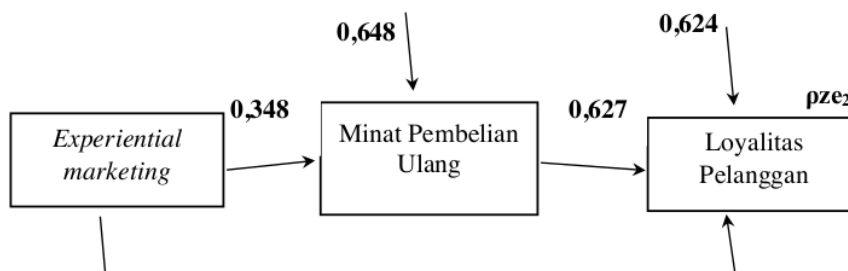 0,648
0,624
0,348
0,627
ρze₂
Experiential
marketing
Minat Pembelian
Ulang
Loyalitas
Pelanggan